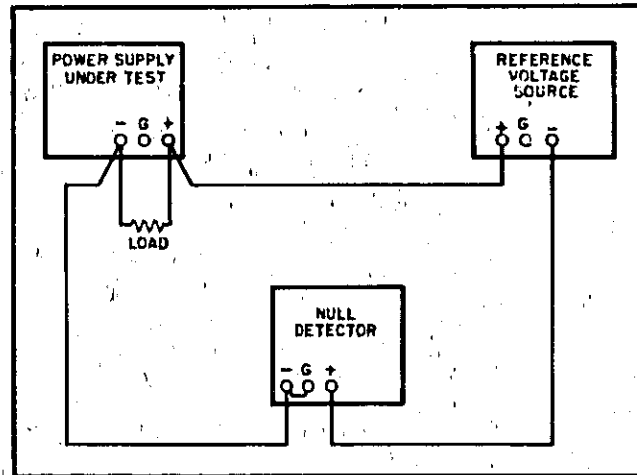 POWER SUPPLY
UNDER TEST
- G +
LOAD
REFERENCE
VOLTAGE
SOURCE
+ G -
NULL
DETECTOR
- G +